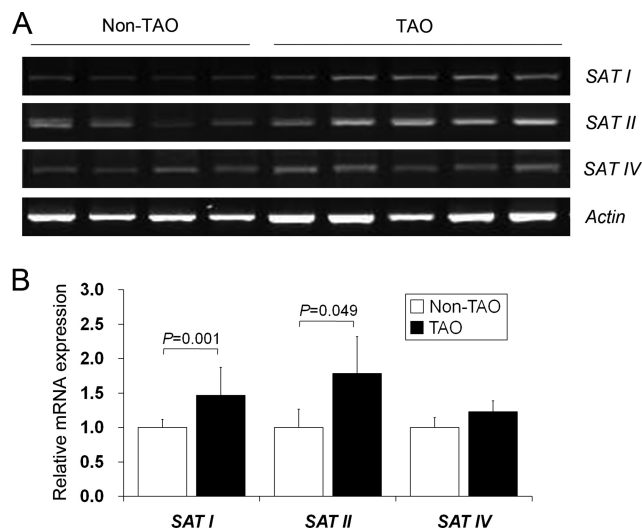 A
Non-TAO TAO
SAT I
SAT II
SAT IV
Actin
B
Relative mRNA expression
3.0
2.5
2.0
1.5
1.0
0.5
0.0
P=0.001
P=0.049
Non-TAO
TAO
SAT I SAT II SAT IV